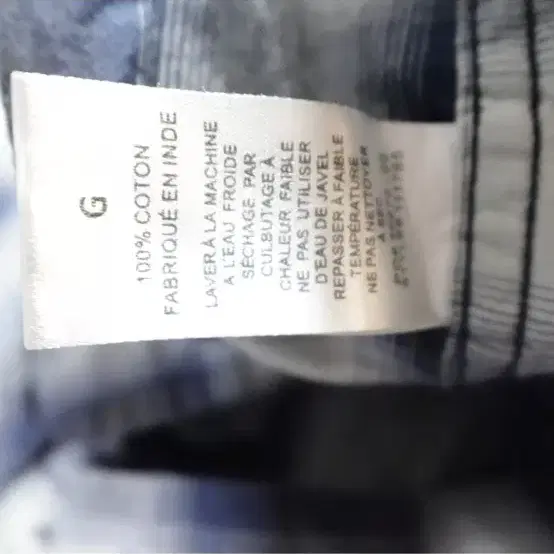 G
100% COTON
FABRIQUÉ EN INDE
LAVER À LA MACHINE
À L'EAU FROIDE
SÉCHAGE PAR
CULBUTAGE À
CHALEUR FAIBLE
NE PAS UTILISER
D'EAU DE JAVEL
REPASSER À FAIBLE
TEMPÉRATURE
NE PAS NETTOYER
À SEC